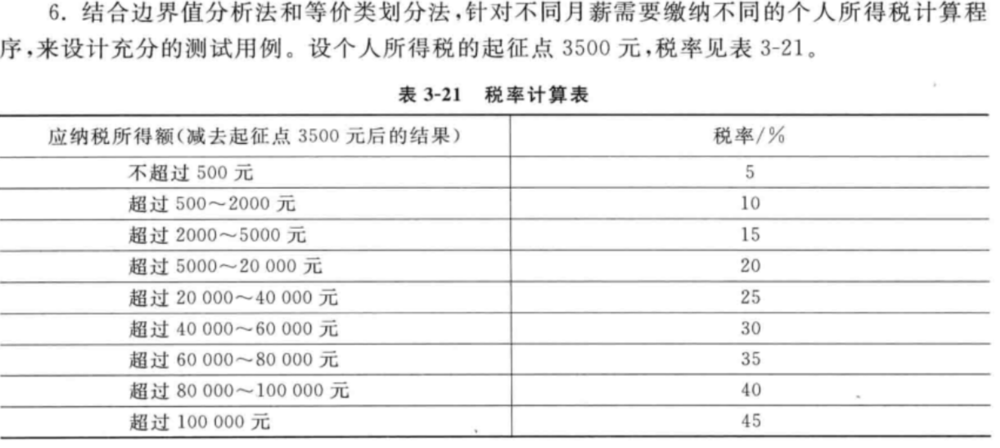 6. 结合边界值分析法和等价类划分法,针对不同月薪需要缴纳不同的个人所得税计算程
序,来设计充分的测试用例。设个人所得税的起征点 3500 元,税率见表 3-21。
表 3-21 税率计算表
应纳税所得额(减去起征点 3500 元后的结果) 税率/%
不超过 500 元 5
超过 500~2000 元 10
超过 2000~5000 元 15
超过 5000~20 000 元 20
超过 20 000~40 000 元 25
超过 40 000~60 000 元 30
超过 60 000~80 000 元 35
超过 80 000~100 000 元 40
超过 100 000 元 45